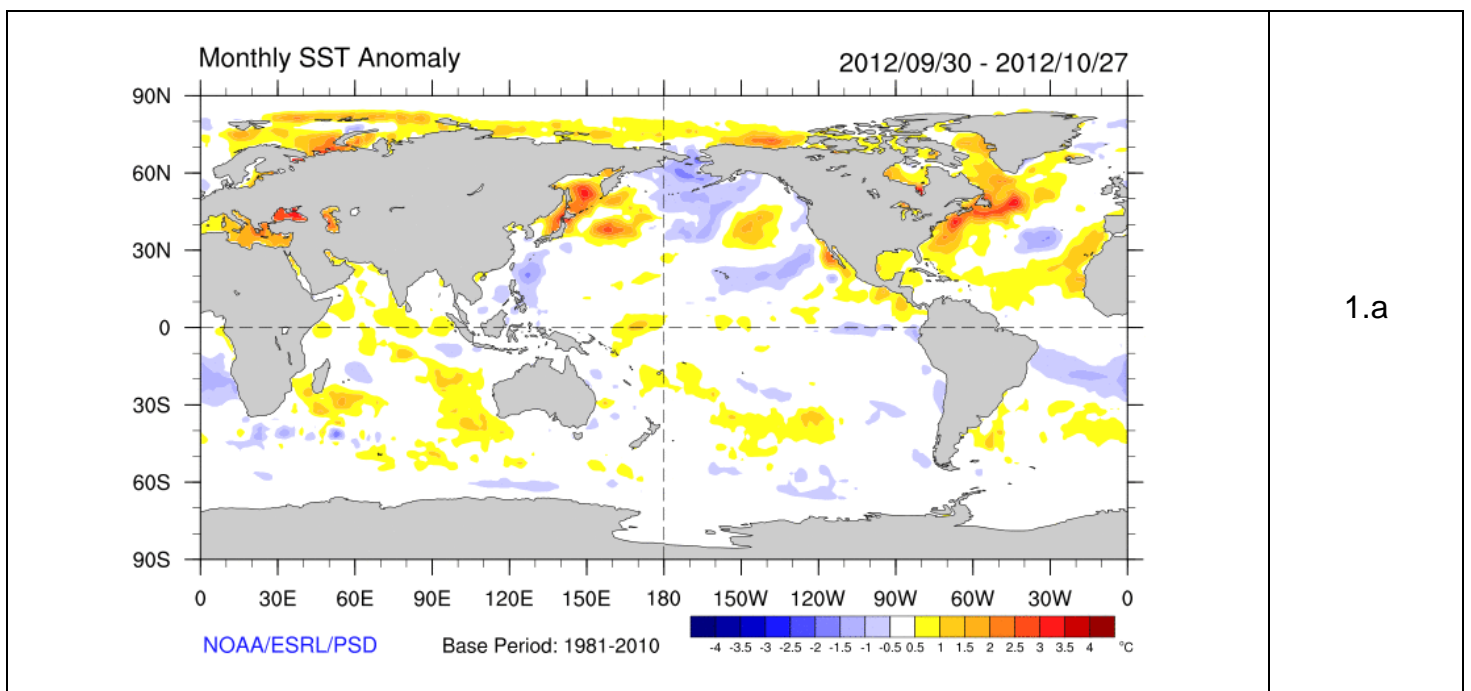 Monthly SST Anomaly 2012/09/30 - 2012/10/27
90N
60N
30N
0
30S
60S
90S
1.a
0 30E 60E 90E 120E 150E 180 150W 120W 90W 60W 30W 0
NOAA/ESRL/PSD Base Period: 1981-2010
-4 -3.5 -3 -2.5 -2 -1.5 -1 -0.5 0.5 1 1.5 2 2.5 3 3.5 4 °C